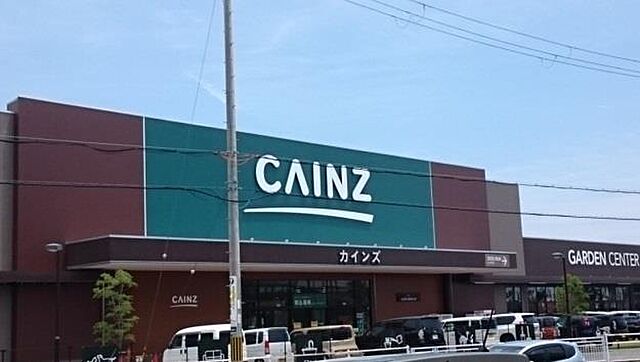 CAINZ
カインズ
GARDEN CENTER
CAINZ